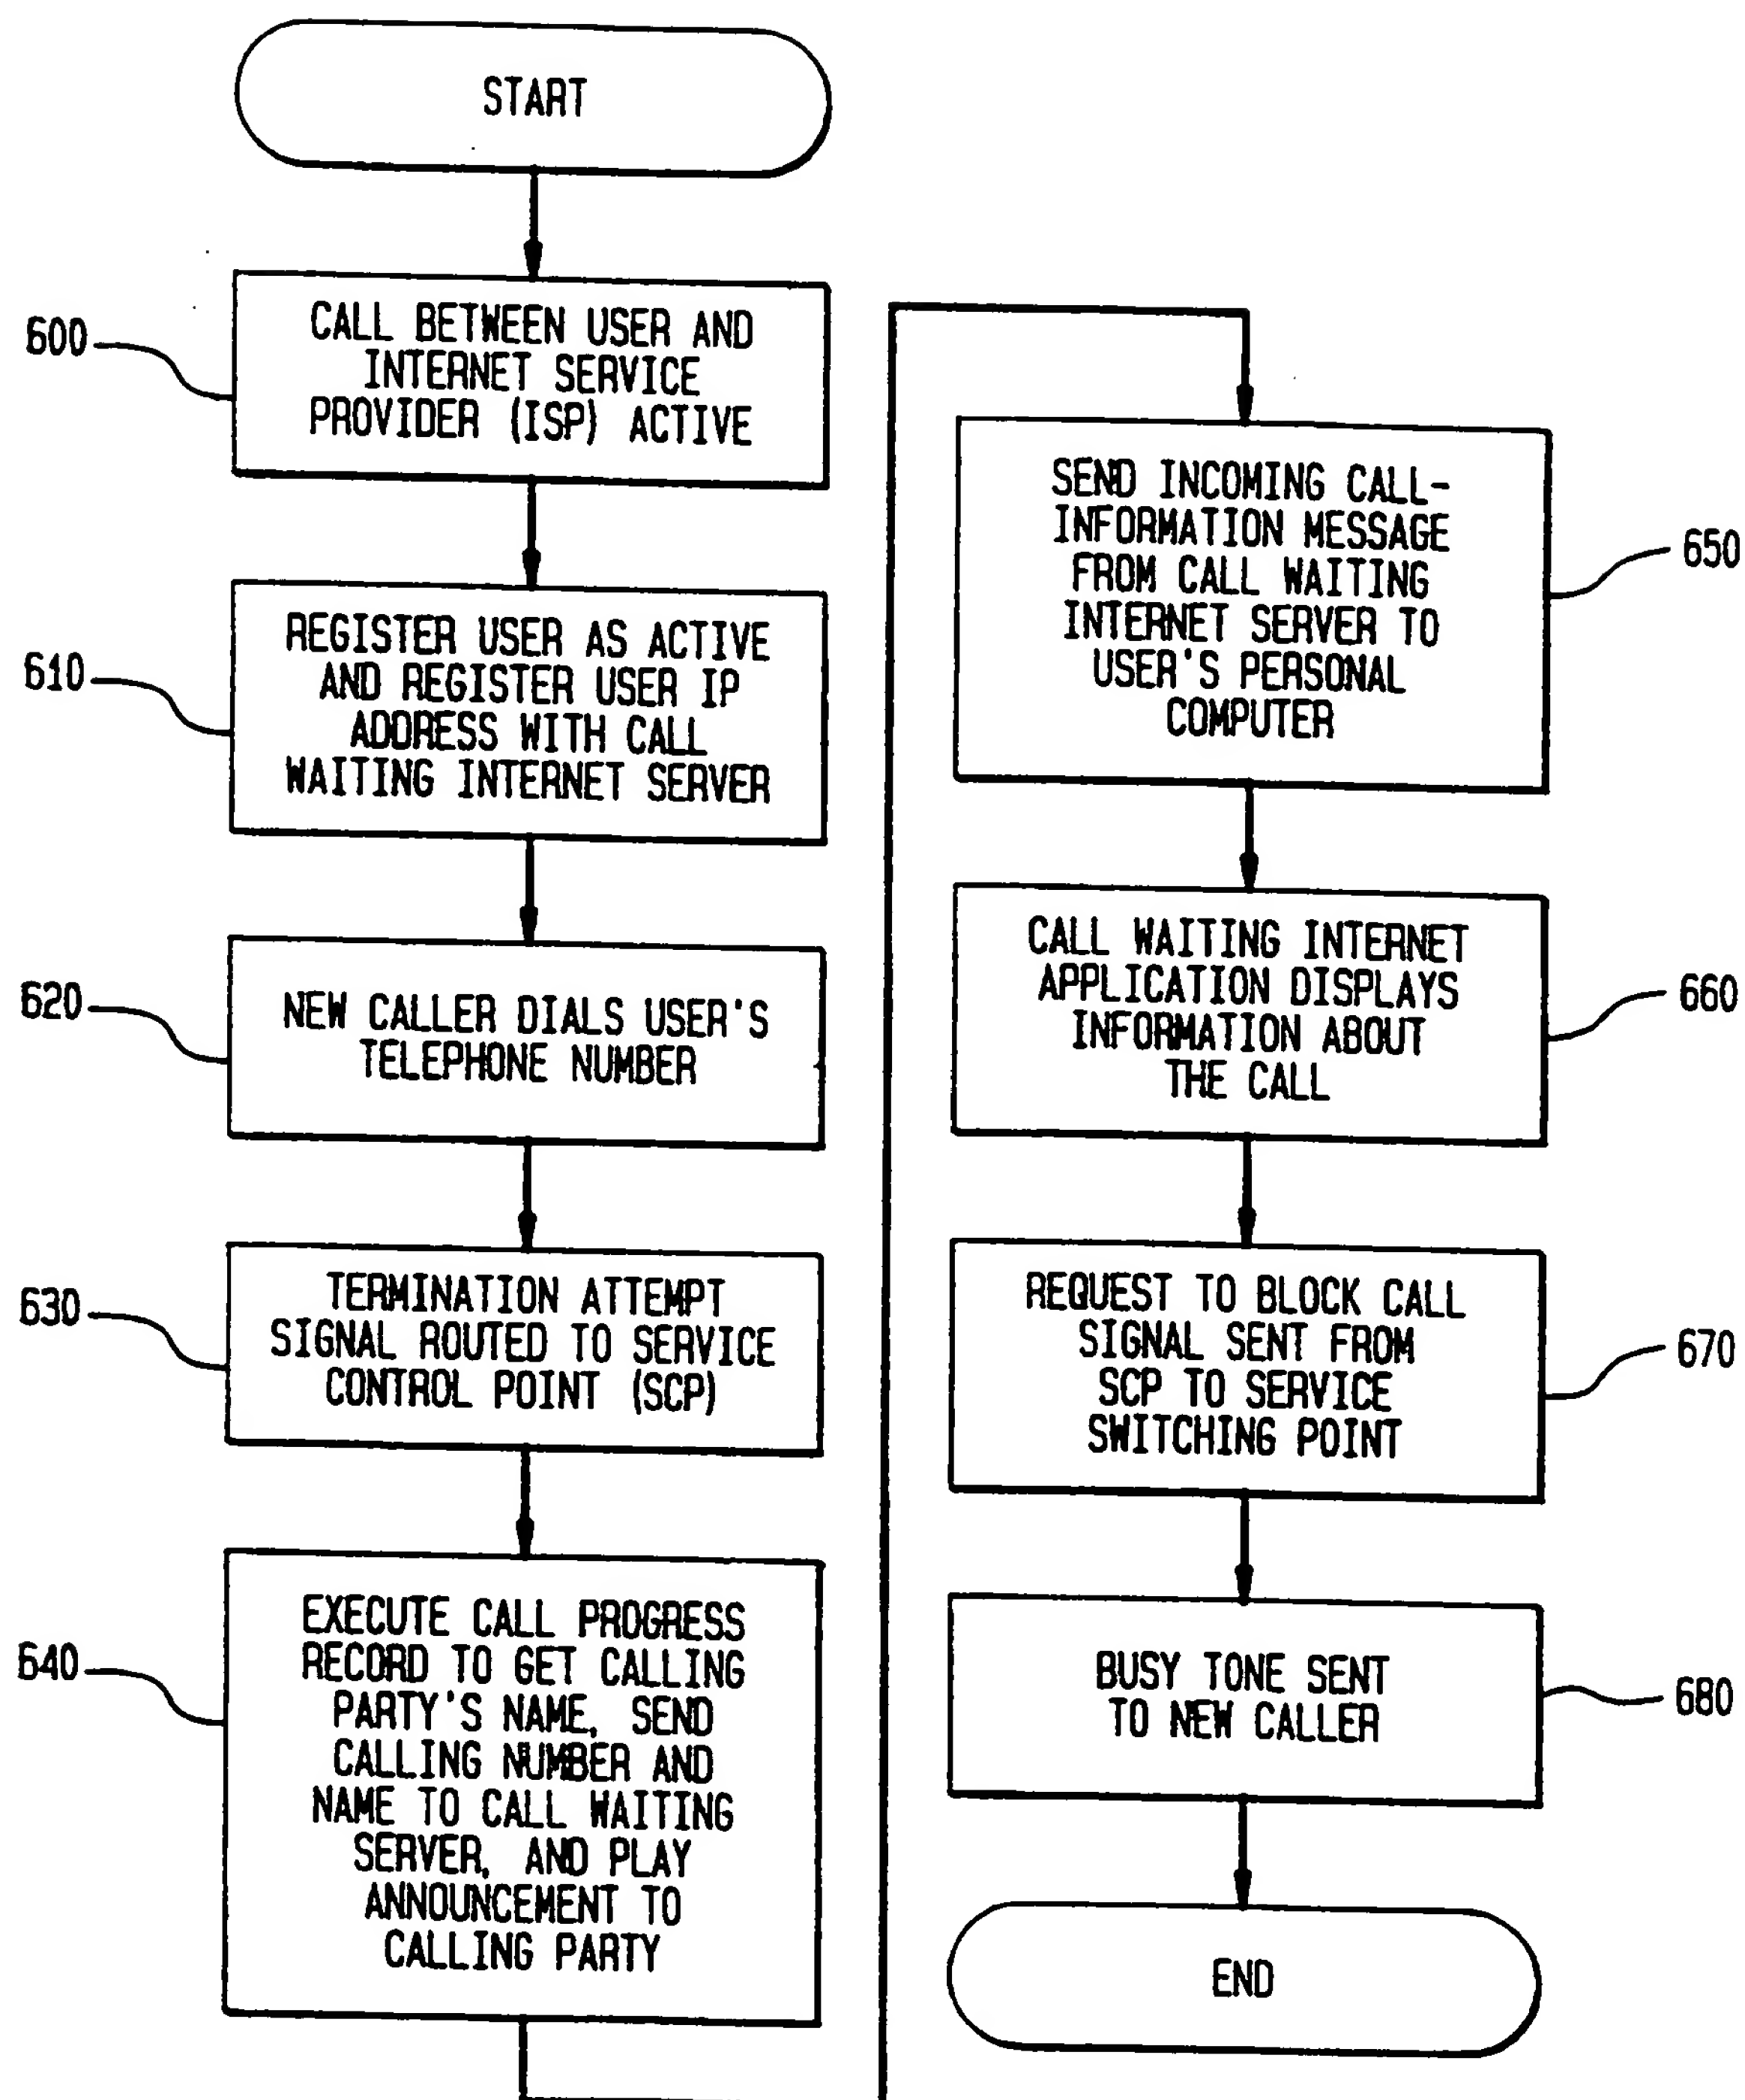 START
600
CALL BETWEEN USER AND
INTERNET SERVICE
PROVIDER (ISP) ACTIVE
610
REGISTER USER AS ACTIVE
AND REGISTER USER IP
ADDRESS WITH CALL
WAITING INTERNET SERVER
620
NEW CALLER DIALS USER'S
TELEPHONE NUMBER
630
TERMINATION ATTEMPT
SIGNAL ROUTED TO SERVICE
CONTROL POINT (SCP)
640
EXECUTE CALL PROGRESS
RECORD TO GET CALLING
PARTY'S NAME, SEND
CALLING NUMBER AND
NAME TO CALL WAITING
SERVER, AND PLAY
ANNOUNCEMENT TO
CALLING PARTY
SEND INCOMING CALL-
INFORMATION MESSAGE
FROM CALL WAITING
INTERNET SERVER TO
USER'S PERSONAL
COMPUTER
650
CALL WAITING INTERNET
APPLICATION DISPLAYS
INFORMATION ABOUT
THE CALL
660
REQUEST TO BLOCK CALL
SIGNAL SENT FROM
SCP TO SERVICE
SWITCHING POINT
670
BUSY TONE SENT
TO NEW CALLER
680
END